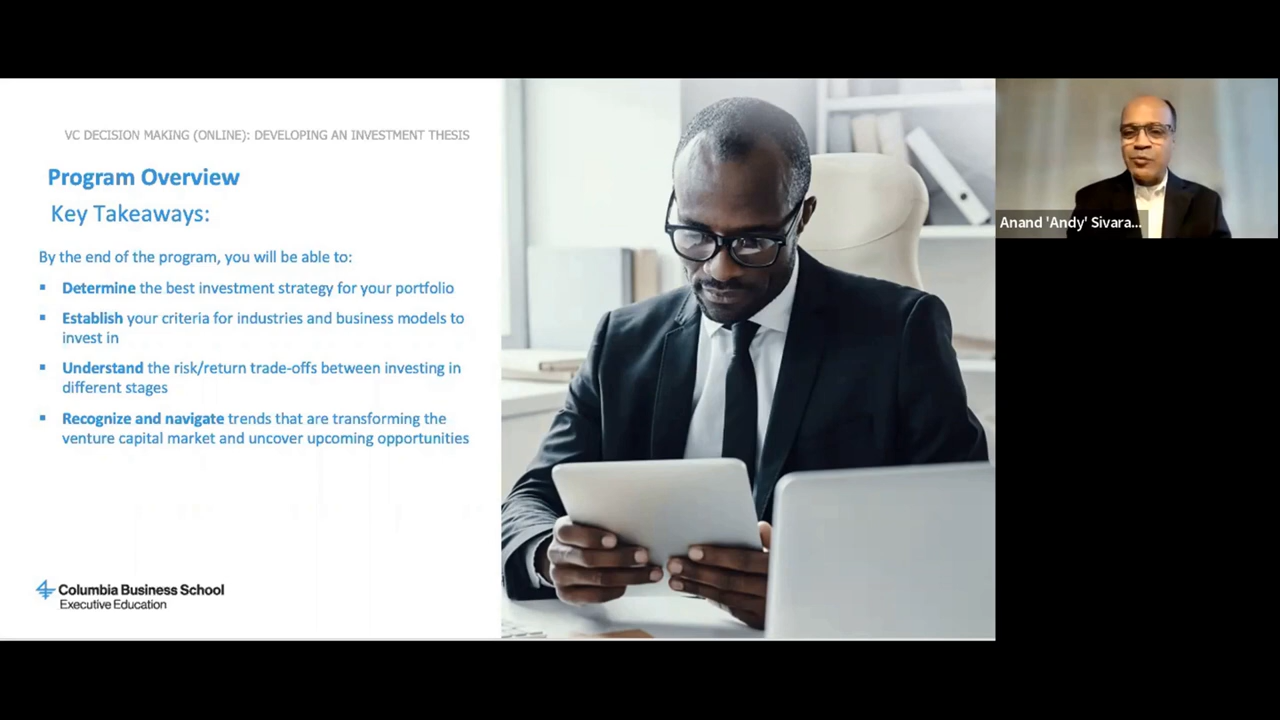 VC DECISION MAKING (ONLINE): DEVELOPING AN INVESTMENT THESIS
Program Overview
Key Takeaways:
By the end of the program, you will be able to:
▪ Determine the best investment strategy for your portfolio
▪ Establish your criteria for industries and business models to
invest in
▪ Understand the risk/return trade-offs between investing in
different stages
▪ Recognize and navigate trends that are transforming the
venture capital market and uncover upcoming opportunities
Columbia Business School
Executive Education
Anand 'Andy' Sivara...